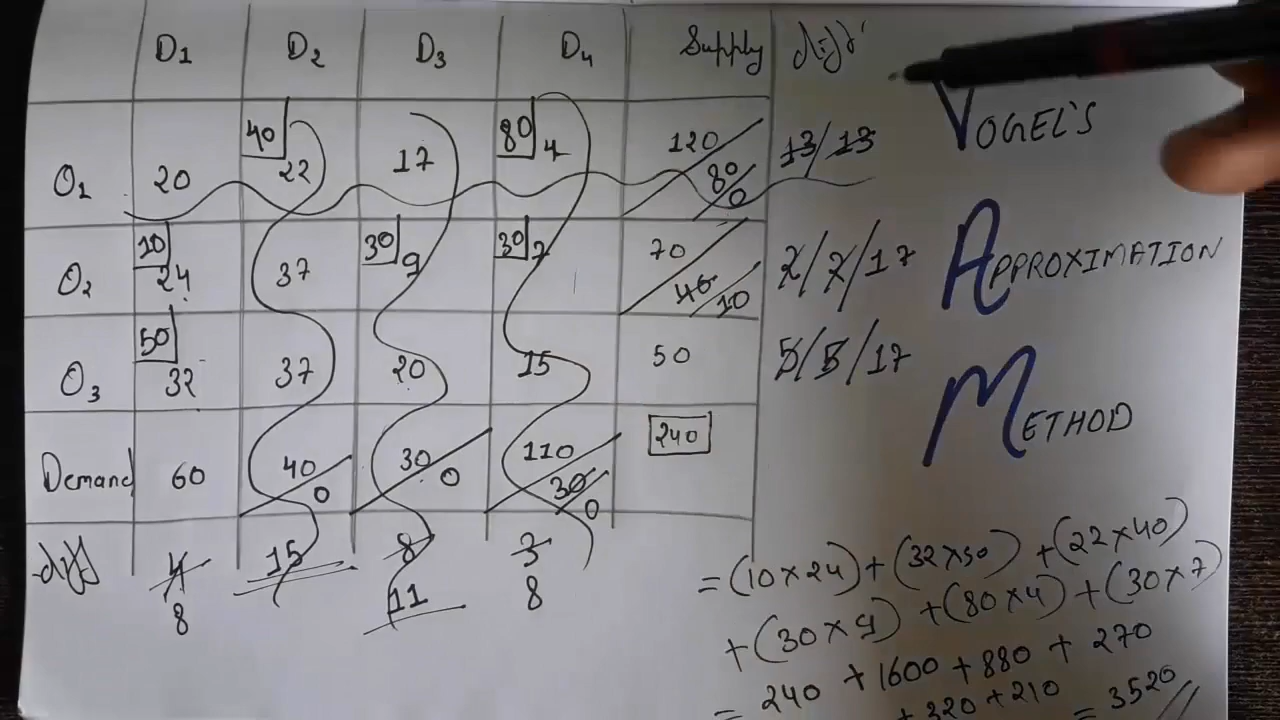 D1 D2 D3 D4 Supply diff
O1 20 40 22 17 80 4 120 80 0 13/13
O2 10 24 37 30 9 30 7 70 40 10 2/2/17
O3 50 32 37 20 15 50 5/5/17
Demand 60 40 0 30 0 110 30 0 240
diff 4 15 8 3
8 11 8
VOGEL'S
APPROXIMATION
METHOD
= (10×24) + (32×50) + (22×40)
+ (30×9) + (80×4) + (30×7)
= 240 + 1600 + 880 + 270
+ 320 + 210 = 3520